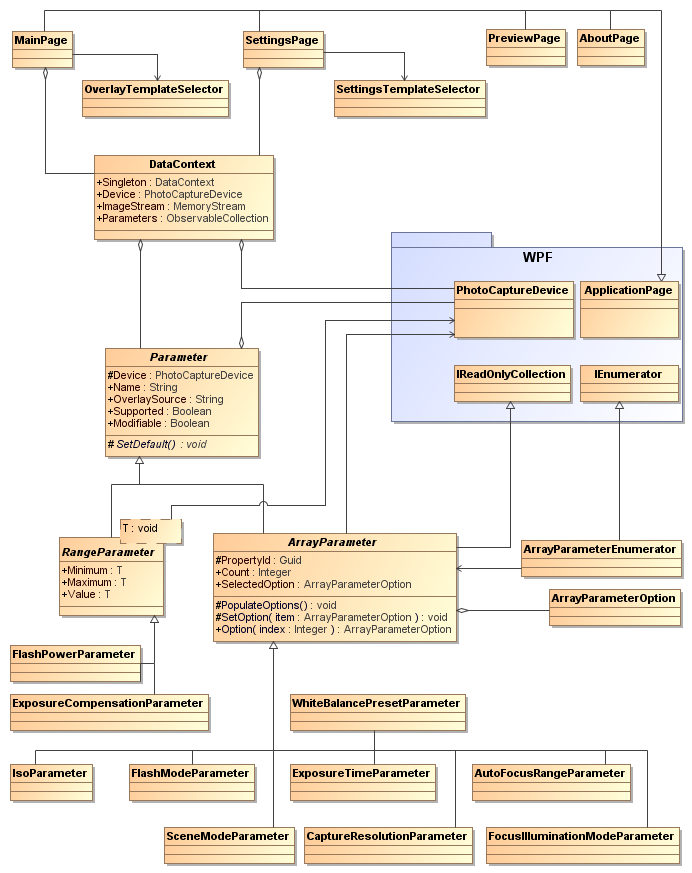 MainPage
SettingsPage
PreviewPage
AboutPage
OverlayTemplateSelector
SettingsTemplateSelector
DataContext
+Singleton : DataContext
+Device : PhotoCaptureDevice
+ImageStream : MemoryStream
+Parameters : ObservableCollection
WPF
PhotoCaptureDevice
ApplicationPage
Parameter
#Device : PhotoCaptureDevice
+Name : String
+OverlaySource : String
+Supported : Boolean
+Modifiable : Boolean
# SetDefault() : void
IReadOnlyCollection
IEnumerator
T : void
RangeParameter
+Minimum : T
+Maximum : T
+Value : T
ArrayParameter
#PropertyId : Guid
+Count : Integer
+SelectedOption : ArrayParameterOption
#PopulateOptions() : void
#SetOption( item : ArrayParameterOption ) : void
+Option( index : Integer ) : ArrayParameterOption
ArrayParameterEnumerator
ArrayParameterOption
FlashPowerParameter
ExposureCompensationParameter
WhiteBalancePresetParameter
IsoParameter
FlashModeParameter
ExposureTimeParameter
AutoFocusRangeParameter
SceneModeParameter
CaptureResolutionParameter
FocusIlluminationModeParameter